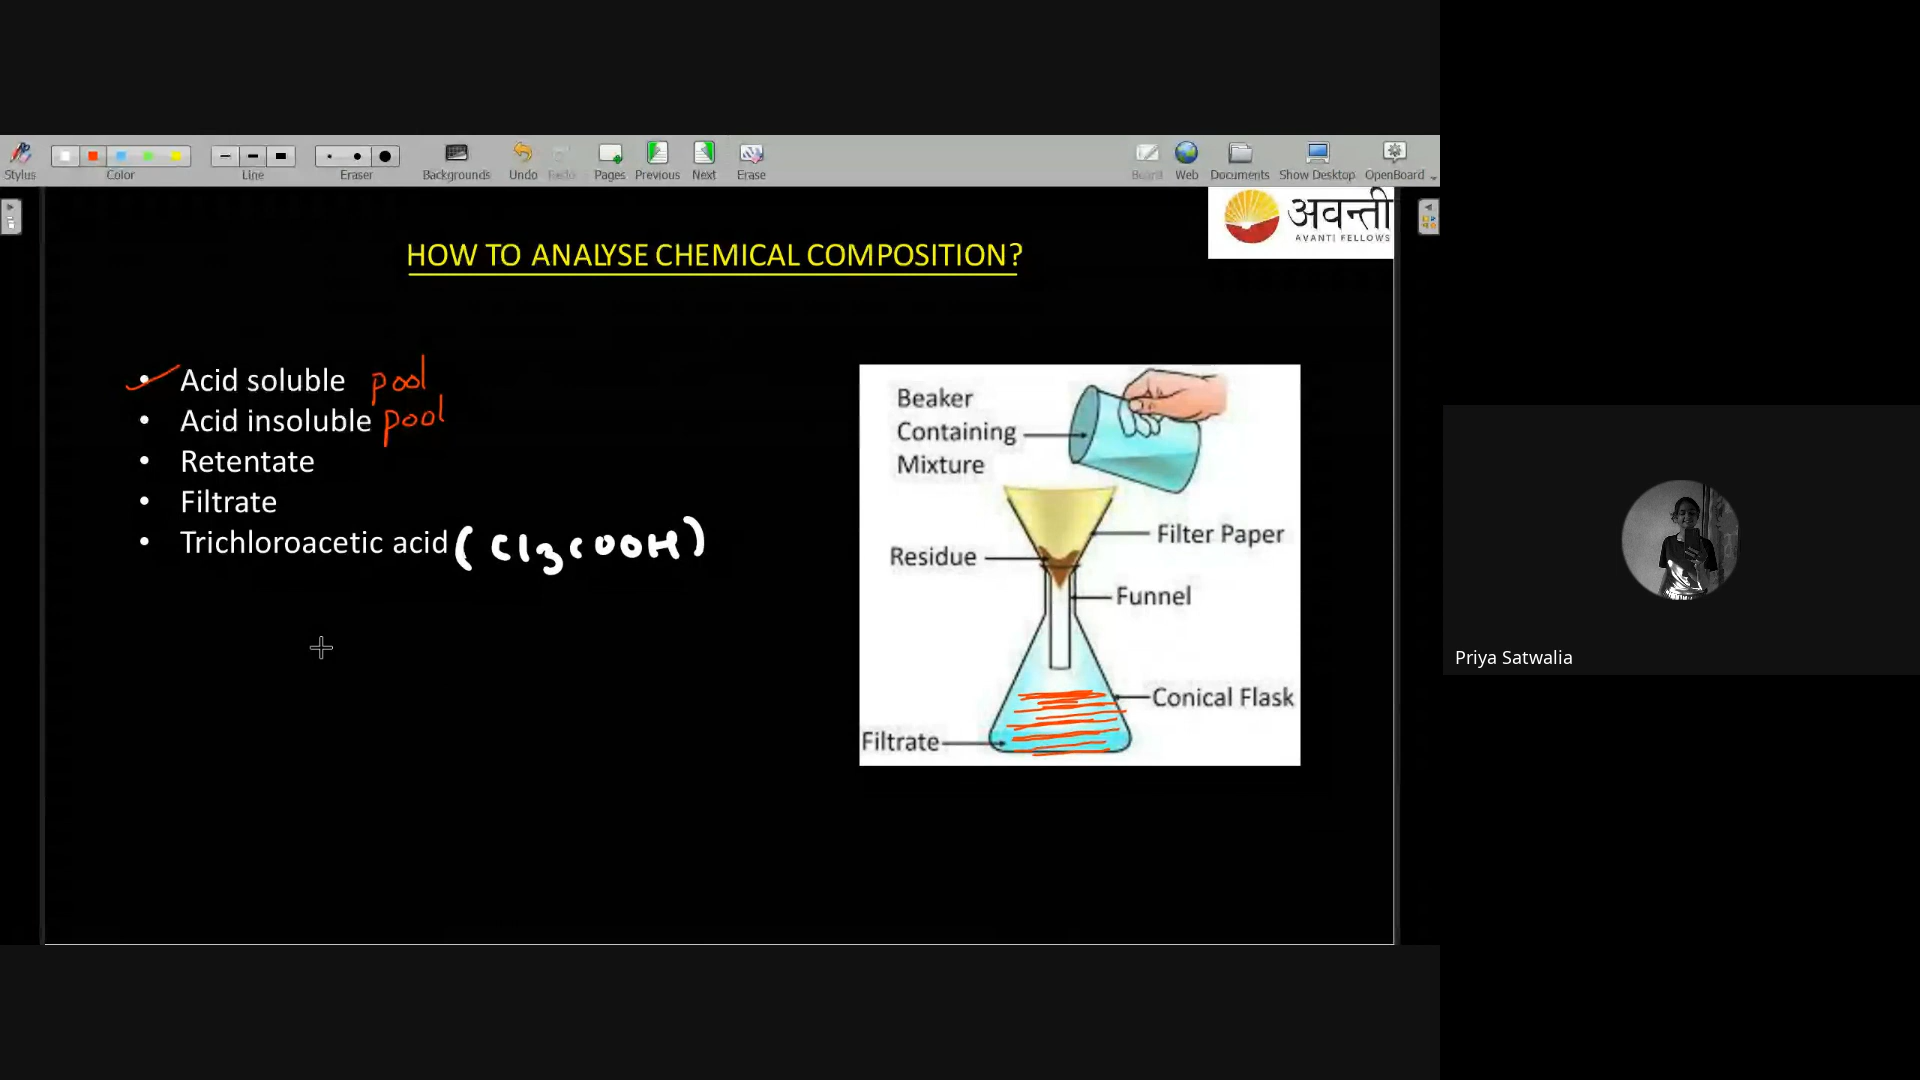 Stylus
Color
Line
Eraser
Backgrounds
Undo
Redo
Pages
Previous
Next
Erase
Board
Web
Documents
Show Desktop
OpenBoard
अवन्ती
AVANTI FELLOWS
HOW TO ANALYSE CHEMICAL COMPOSITION?
• Acid soluble pool
• Acid insoluble pool
• Retentate
• Filtrate
• Trichloroacetic acid (Cl3COOH)
Beaker
Containing
Mixture
Filter Paper
Residue
Funnel
Conical Flask
Filtrate
Priya Satwalia